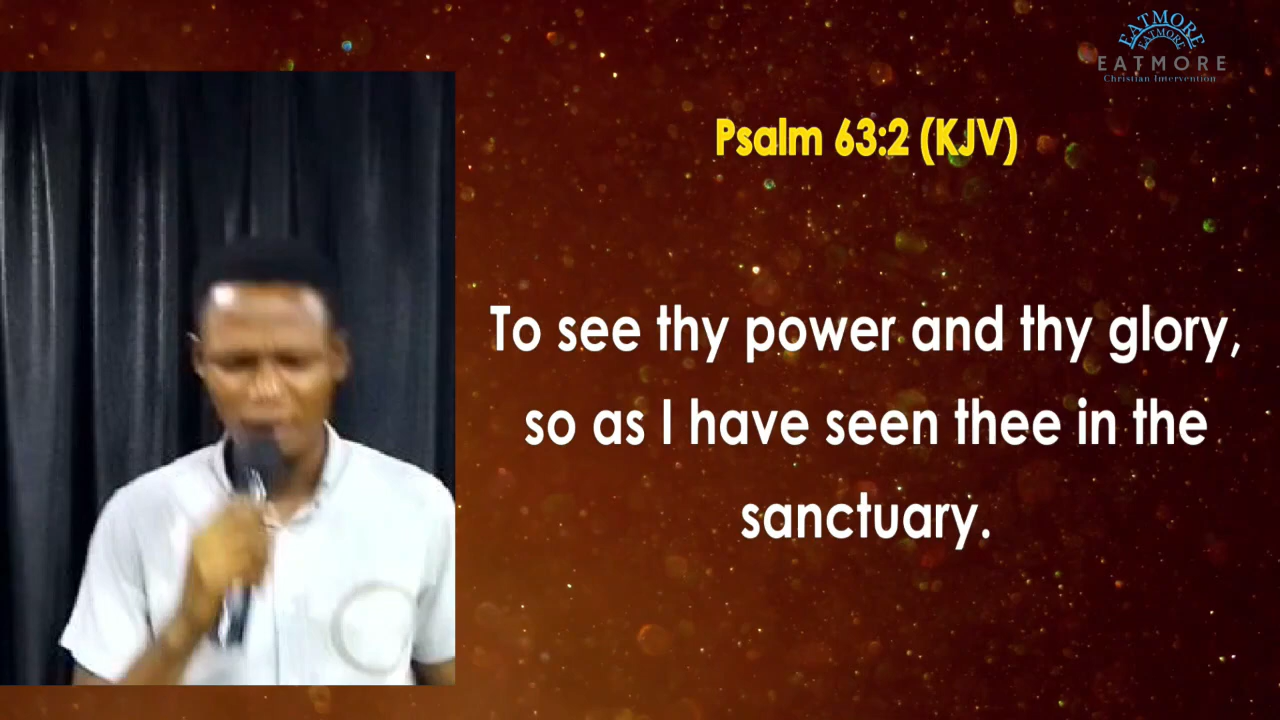 EATMORE
EATMORE
EATMORE
Christian Intervention
Psalm 63:2 (KJV)
To see thy power and thy glory,
so as I have seen thee in the
sanctuary.